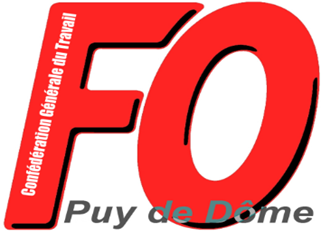 FO
Confédération Générale du Travail
Puy de Dôme